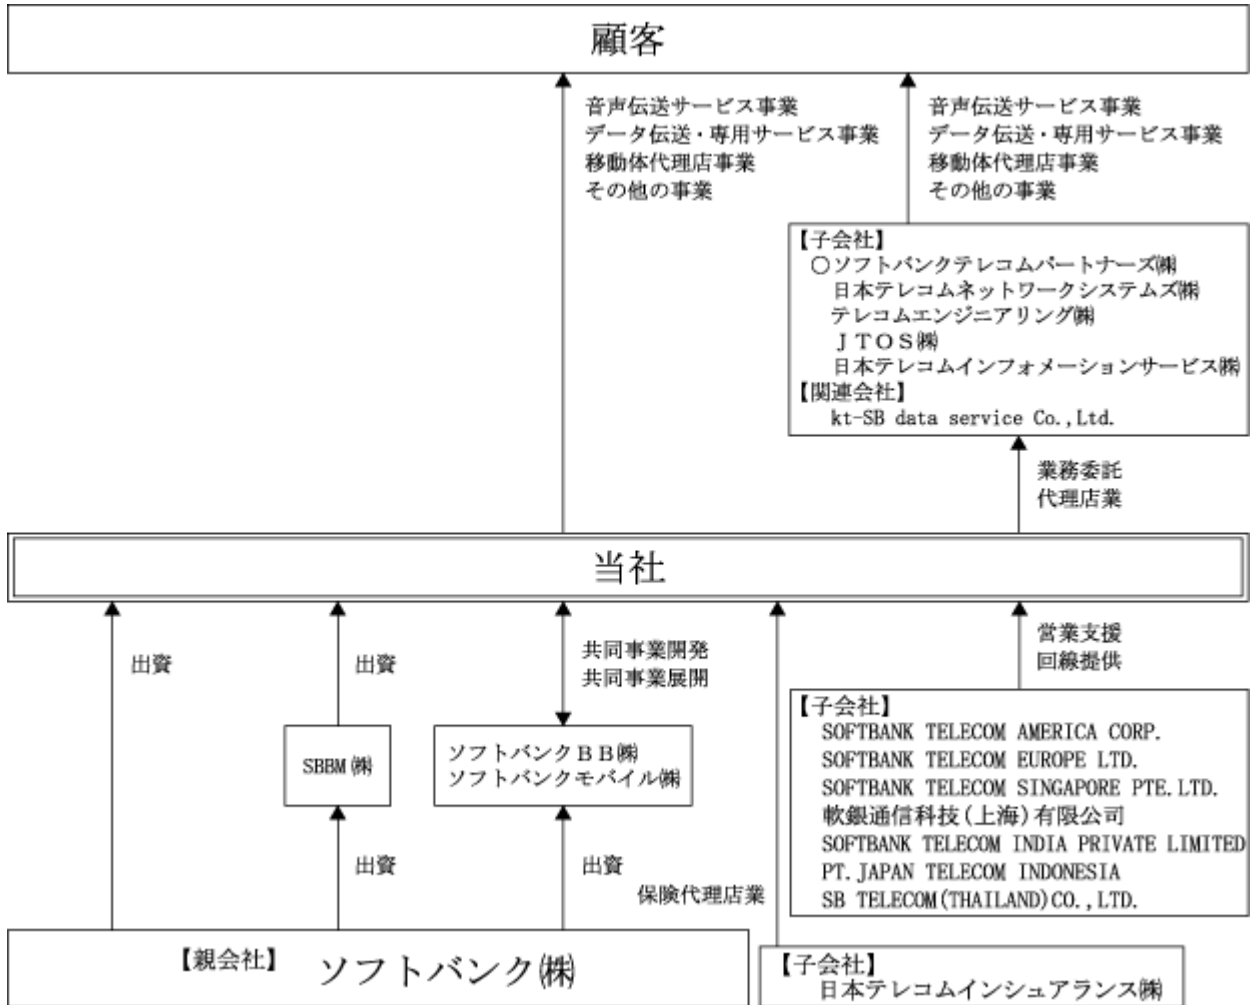 顧客
音声伝送サービス事業
データ伝送・専用サービス事業
移動体代理店事業
その他の事業
音声伝送サービス事業
データ伝送・専用サービス事業
移動体代理店事業
その他の事業
【子会社】
○ソフトバンクテレコムパートナーズ㈱
日本テレコムネットワークシステムズ㈱
テレコムエンジニアリング㈱
ＪＴＯＳ㈱
日本テレコムインフォメーションサービス㈱
【関連会社】
kt-SB data service Co.,Ltd.
業務委託
代理店業
当社
出資
出資
共同事業開発
共同事業展開
営業支援
回線提供
SBBM㈱
ソフトバンクＢＢ㈱
ソフトバンクモバイル㈱
【子会社】
SOFTBANK TELECOM AMERICA CORP.
SOFTBANK TELECOM EUROPE LTD.
SOFTBANK TELECOM SINGAPORE PTE.LTD.
軟銀通信科技(上海)有限公司
SOFTBANK TELECOM INDIA PRIVATE LIMITED
PT.JAPAN TELECOM INDONESIA
SB TELECOM(THAILAND)CO.,LTD.
出資
出資
保険代理店業
【親会社】 ソフトバンク㈱
【子会社】
日本テレコムインシュアランス㈱